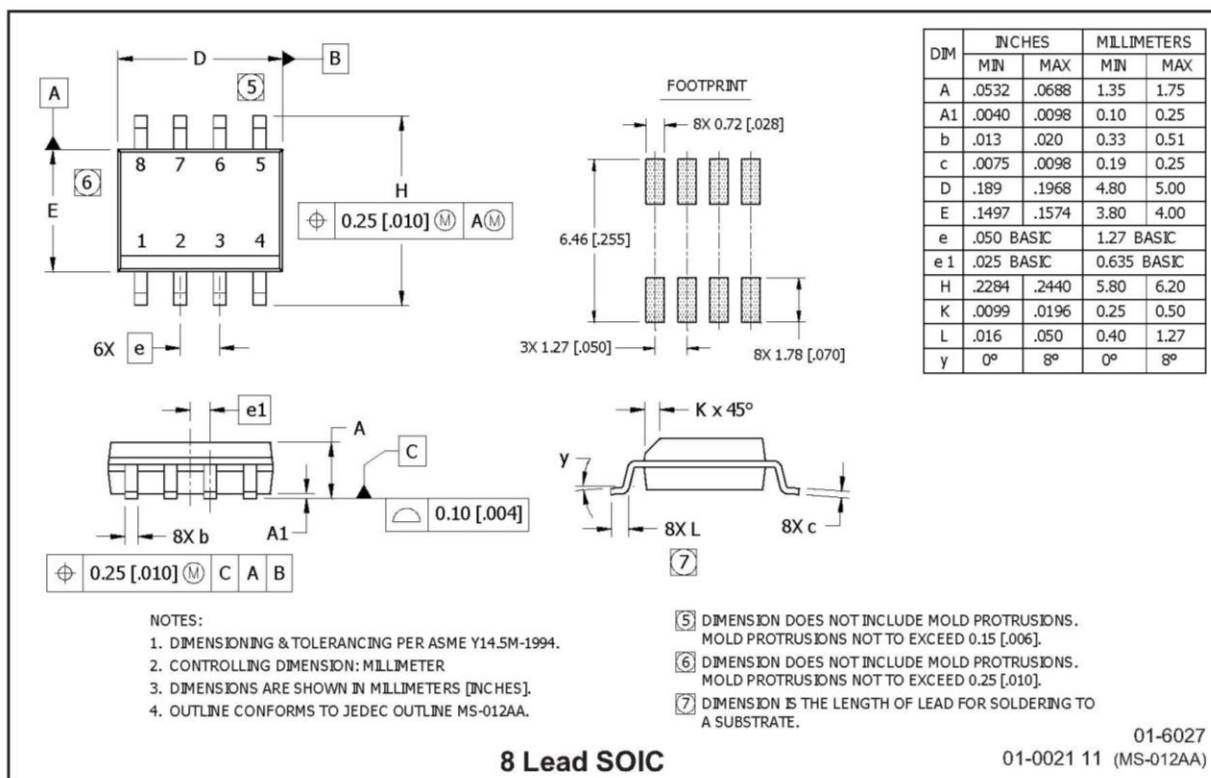 D
B
5
A
8 7 6 5
6
E
H
0.25 [.010] M A M
1 2 3 4
6X e
FOOTPRINT
8X 0.72 [.028]
6.46 [.255]
3X 1.27 [.050]
8X 1.78 [.070]
DIM INCHES MILLIMETERS
MIN MAX MIN MAX
A .0532 .0688 1.35 1.75
A1 .0040 .0098 0.10 0.25
b .013 .020 0.33 0.51
c .0075 .0098 0.19 0.25
D .189 .1968 4.80 5.00
E .1497 .1574 3.80 4.00
e .050 BASIC 1.27 BASIC
e 1 .025 BASIC 0.635 BASIC
H .2284 .2440 5.80 6.20
K .0099 .0196 0.25 0.50
L .016 .050 0.40 1.27
y 0° 8° 0° 8°
e1
A
C
0.10 [.004]
8X b
A1
0.25 [.010] M C A B
K x 45°
y
8X L
8X c
7
NOTES:
1. DIMENSIONING & TOLERANCING PER ASME Y14.5M-1994.
2. CONTROLLING DIMENSION: MILLIMETER
3. DIMENSIONS ARE SHOWN IN MILLIMETERS [INCHES].
4. OUTLINE CONFORMS TO JEDEC OUTLINE MS-012AA.
5 DIMENSION DOES NOT INCLUDE MOLD PROTRUSIONS.
MOLD PROTRUSIONS NOT TO EXCEED 0.15 [.006].
6 DIMENSION DOES NOT INCLUDE MOLD PROTRUSIONS.
MOLD PROTRUSIONS NOT TO EXCEED 0.25 [.010].
7 DIMENSION IS THE LENGTH OF LEAD FOR SOLDERING TO
A SUBSTRATE.
8 Lead SOIC
01-6027
01-0021 11 (MS-012AA)